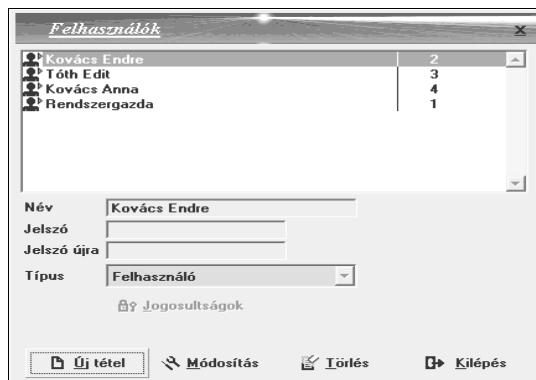 Felhasználók x
Kovács Endre 2
Tóth Edit 3
Kovács Anna 4
Rendszergazda 1
Név Kovács Endre
Jelszó
Jelszó újra
Típus Felhasználó
Jogosultságok
Új tétel Módosítás Törlés Kilépés